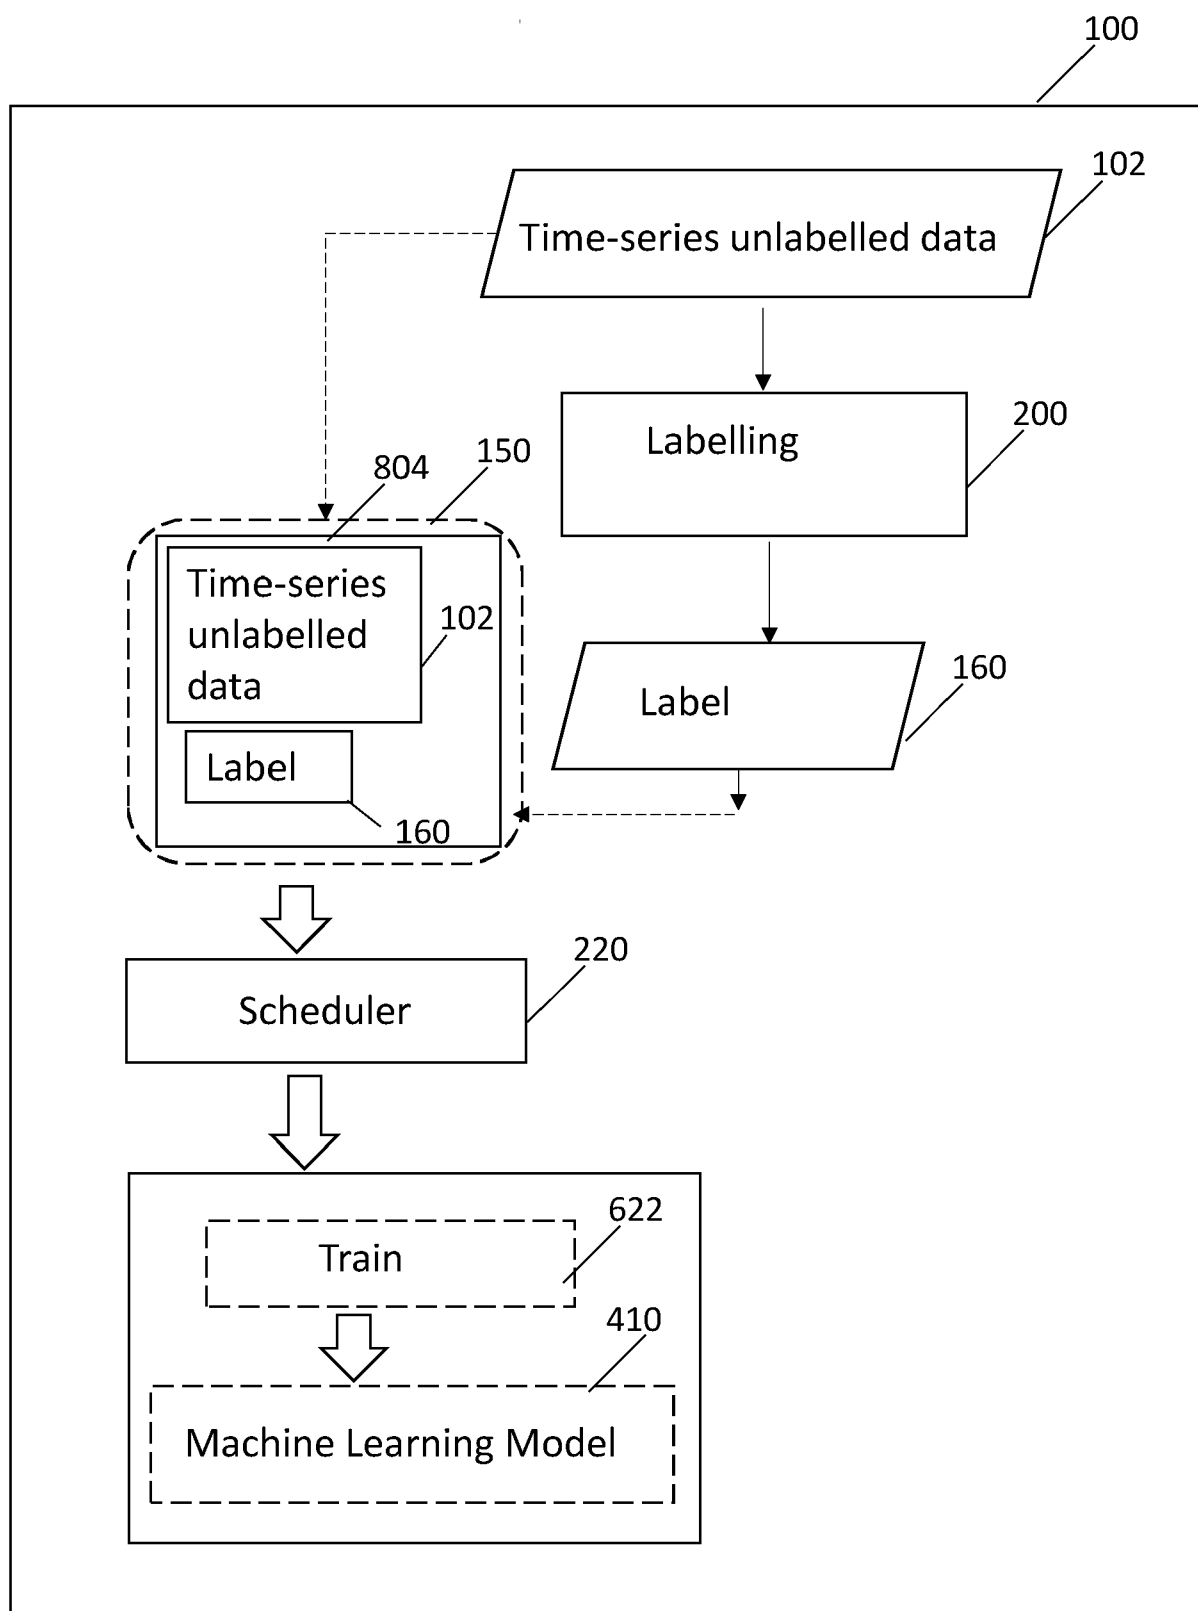 100
102
Time-series unlabelled data
200
Labelling
150
804
Time-series
unlabelled
data
102
Label
160
Label
160
220
Scheduler
622
Train
410
Machine Learning Model